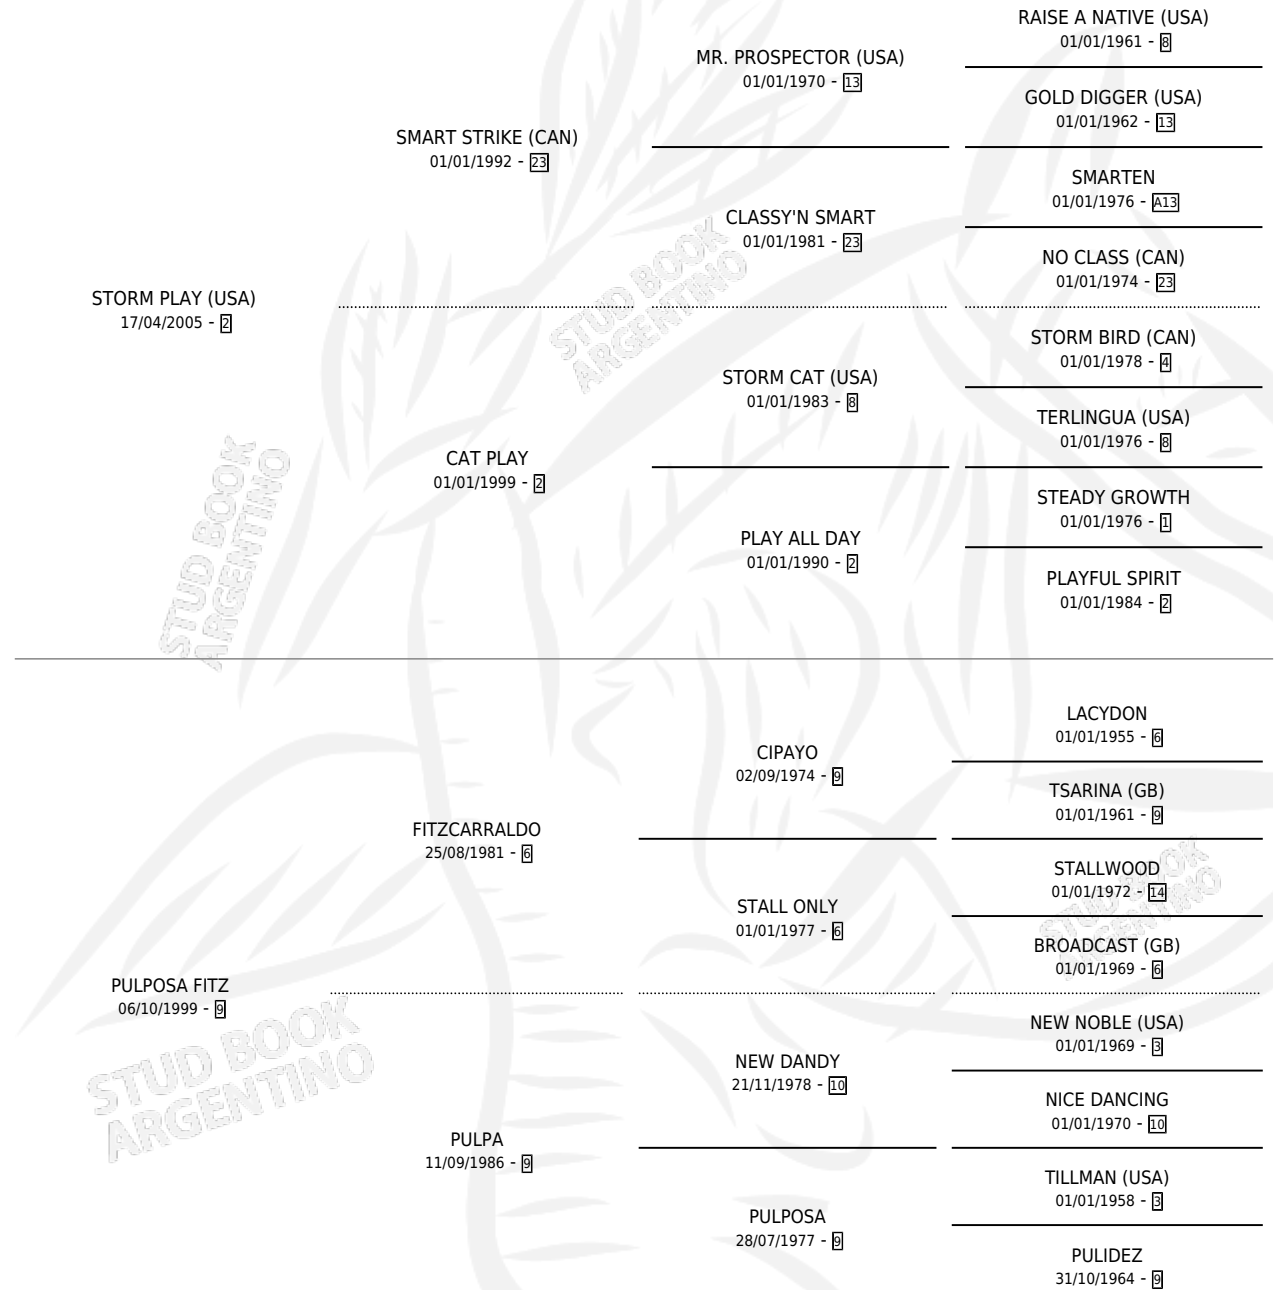 RAISE A NATIVE (USA)
01/01/1961 - 8
MR. PROSPECTOR (USA)
01/01/1970 - 13
GOLD DIGGER (USA)
01/01/1962 - 13
SMART STRIKE (CAN)
01/01/1992 - 23
SMARTEN
01/01/1976 - A13
CLASSY'N SMART
01/01/1981 - 23
NO CLASS (CAN)
01/01/1974 - 23
STORM PLAY (USA)
17/04/2005 - 2
STORM BIRD (CAN)
01/01/1978 - 4
STORM CAT (USA)
01/01/1983 - 8
TERLINGUA (USA)
01/01/1976 - 8
CAT PLAY
01/01/1999 - 2
STEADY GROWTH
01/01/1976 - 1
PLAY ALL DAY
01/01/1990 - 2
PLAYFUL SPIRIT
01/01/1984 - 2
LACYDON
01/01/1955 - 6
CIPAYO
02/09/1974 - 9
TSARINA (GB)
01/01/1961 - 9
FITZCARRALDO
25/08/1981 - 6
STALLWOOD
01/01/1972 - 14
STALL ONLY
01/01/1977 - 6
BROADCAST (GB)
01/01/1969 - 6
PULPOSA FITZ
06/10/1999 - 9
NEW NOBLE (USA)
01/01/1969 - 3
NEW DANDY
21/11/1978 - 10
NICE DANCING
01/01/1970 - 10
PULPA
11/09/1986 - 9
TILLMAN (USA)
01/01/1958 - 3
PULPOSA
28/07/1977 - 9
PULIDEZ
31/10/1964 - 9
STUD BOOK
ARGENTINO
STUD BOOK
ARGENTINO
STUD BOOK
ARGENTINO
STUD BOOK
ARGENTINO